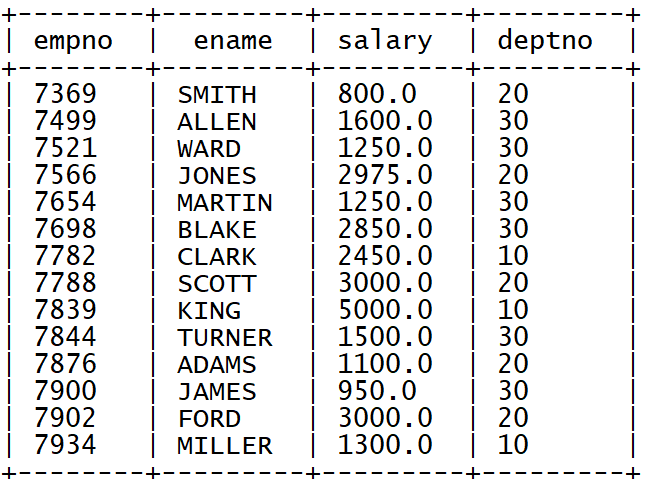 +--------+---------+---------+---------+
| empno | ename | salary | deptno |
+--------+---------+---------+---------+
| 7369 | SMITH | 800.0 | 20 |
| 7499 | ALLEN | 1600.0 | 30 |
| 7521 | WARD | 1250.0 | 30 |
| 7566 | JONES | 2975.0 | 20 |
| 7654 | MARTIN | 1250.0 | 30 |
| 7698 | BLAKE | 2850.0 | 30 |
| 7782 | CLARK | 2450.0 | 10 |
| 7788 | SCOTT | 3000.0 | 20 |
| 7839 | KING | 5000.0 | 10 |
| 7844 | TURNER | 1500.0 | 30 |
| 7876 | ADAMS | 1100.0 | 20 |
| 7900 | JAMES | 950.0 | 30 |
| 7902 | FORD | 3000.0 | 20 |
| 7934 | MILLER | 1300.0 | 10 |
+--------+---------+---------+---------+